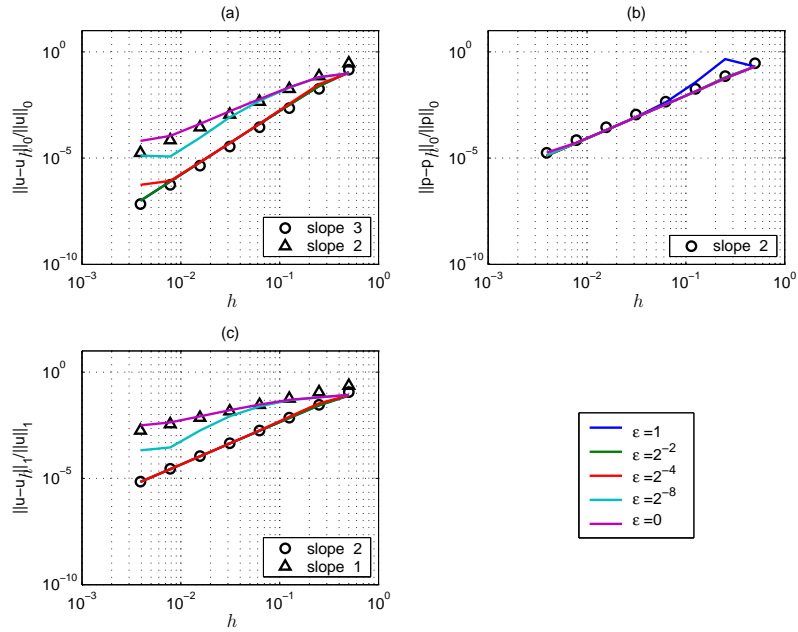 (a)
10^0
10^-5
10^-10
||u-u_h||_0/||u||_0
slope 3
slope 2
10^-3
10^-2
10^-1
10^0
h
(b)
10^0
10^-5
10^-10
||p-p_h||_0/||p||_0
slope 2
10^-3
10^-2
10^-1
10^0
h
(c)
10^0
10^-5
10^-10
||u-u_h||_1/||u||_1
slope 2
slope 1
10^-3
10^-2
10^-1
10^0
h
ε=1
ε=2^-2
ε=2^-4
ε=2^-8
ε=0